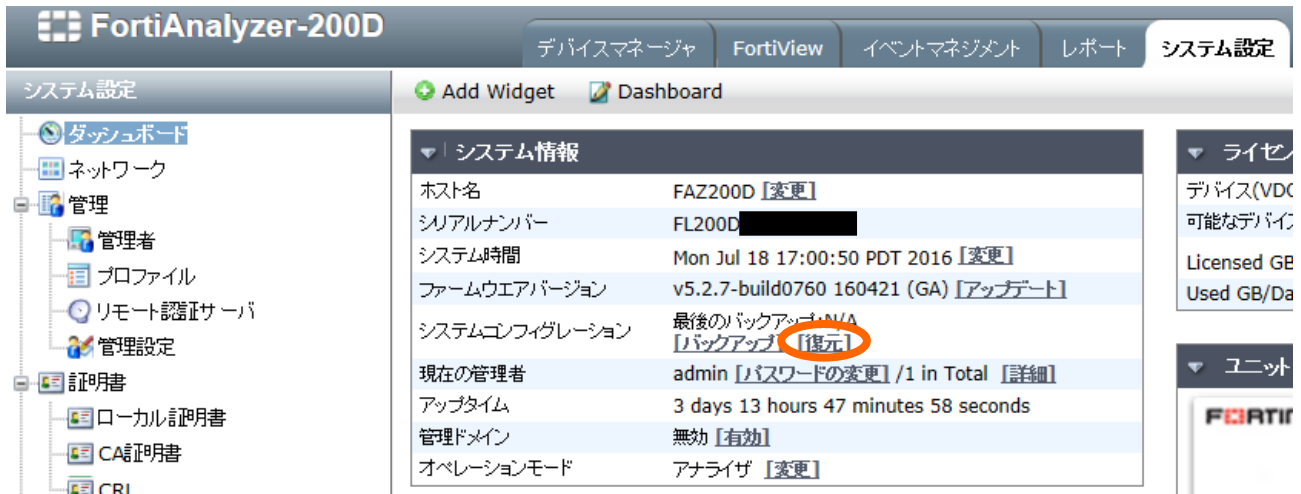 FortiAnalyzer-200D
デバイスマネージャ FortiView イベントマネジメント レポート システム設定
システム設定
Add Widget Dashboard
ダッシュボード
ネットワーク
管理
管理者
プロファイル
リモート認証サーバ
管理設定
証明書
ローカル証明書
CA証明書
CRL
システム情報
ホスト名 FAZ200D [変更]
シリアルナンバー FL200D
システム時間 Mon Jul 18 17:00:50 PDT 2016 [変更]
ファームウエアバージョン v5.2.7-build0760 160421 (GA) [アップデート]
システムコンフィグレーション 最後のバックアップ:N/A
[バックアップ] [復元]
現在の管理者 admin [パスワードの変更] /1 in Total [詳細]
アップタイム 3 days 13 hours 47 minutes 58 seconds
管理ドメイン 無効 [有効]
オペレーションモード アナライザ [変更]
ライセン
デバイス(VDO
可能なデバイス
Licensed GB
Used GB/Da
ユニット